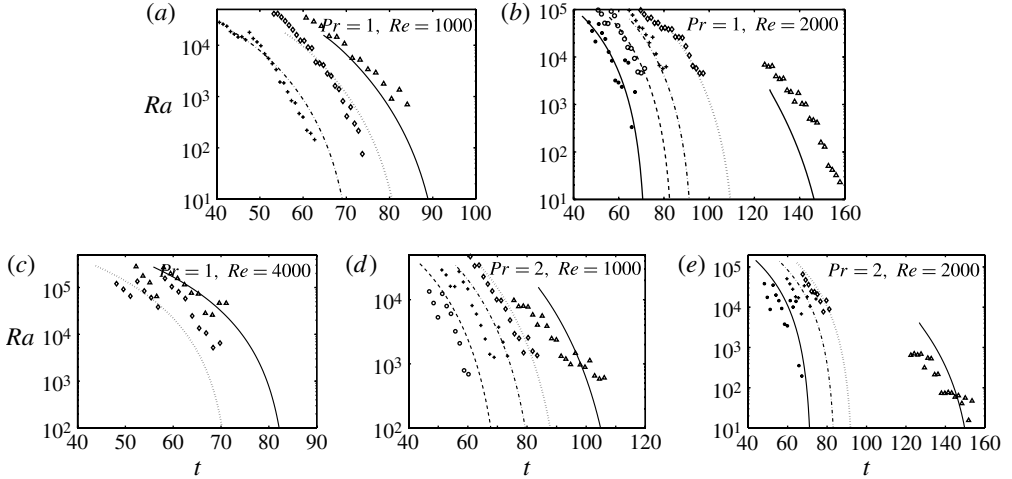 (a) Pr = 1, Re = 1000
10^4
10^3
10^2
10^1
Ra
40 50 60 70 80 90 100
(b) Pr = 1, Re = 2000
10^5
10^4
10^3
10^2
10^1
40 60 80 100 120 140 160
(c) Pr = 1, Re = 4000
10^5
10^4
10^3
10^2
Ra
40 50 60 70 80 90
t
(d) Pr = 2, Re = 1000
10^4
10^3
10^2
40 60 80 100 120
t
(e) Pr = 2, Re = 2000
10^5
10^4
10^3
10^2
10^1
40 60 80 100 120 140 160
t